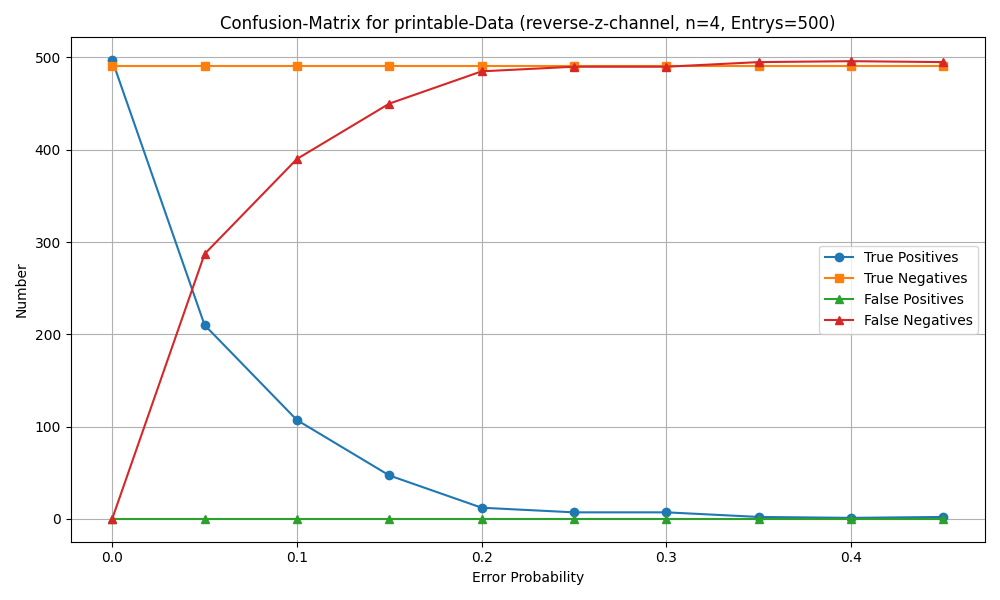 Confusion-Matrix for printable-Data (reverse-z-channel, n=4, Entrys=500)
Number
500
400
300
200
100
0
True Positives
True Negatives
False Positives
False Negatives
0.0
0.1
0.2
0.3
0.4
Error Probability